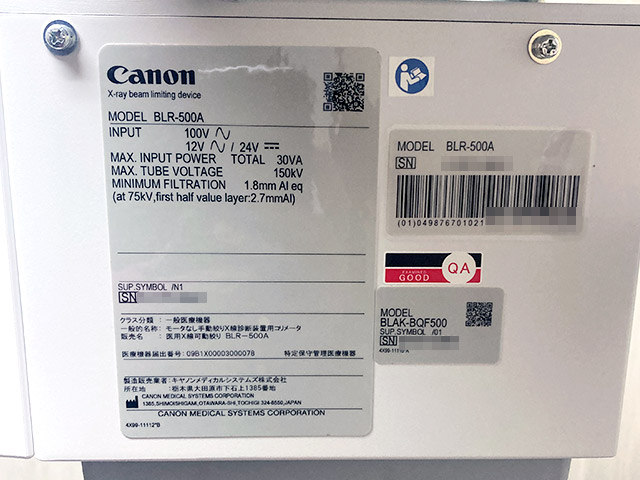 Canon
X-ray beam limiting device
MODEL BLR-500A
INPUT 100V
12V / 24V
MAX. INPUT POWER TOTAL 30VA
MAX. TUBE VOLTAGE 150kV
MINIMUM FILTRATION 1.8mm Al eq
(at 75kV,first half value layer:2.7mmAl)
SUP.SYMBOL /N1
SN
クラス分類： 一般医療機器
一般的名称： モータなし手動絞りX線診断装置用コリメータ
販売名： 医用X線可動絞り BLR-500A
医療機器届出番号： 09B1X00003000078 特定保守管理医療機器
製造販売業者：キヤノンメディカルシステムズ株式会社
所在地 ：栃木県大田原市下石上1385番地
CANON MEDICAL SYSTEMS CORPORATION
1385,SHIMOISHIGAMI,OTAWARA-SHI,TOCHIGI 324-8550,JAPAN
CANON MEDICAL SYSTEMS CORPORATION
4X99-11112*B
MODEL BLR-500A
SN
(01)049876701021
EXAMINED
GOOD
QA
MODEL
BLAK-BQF500
SUP.SYMBOL /01
SN